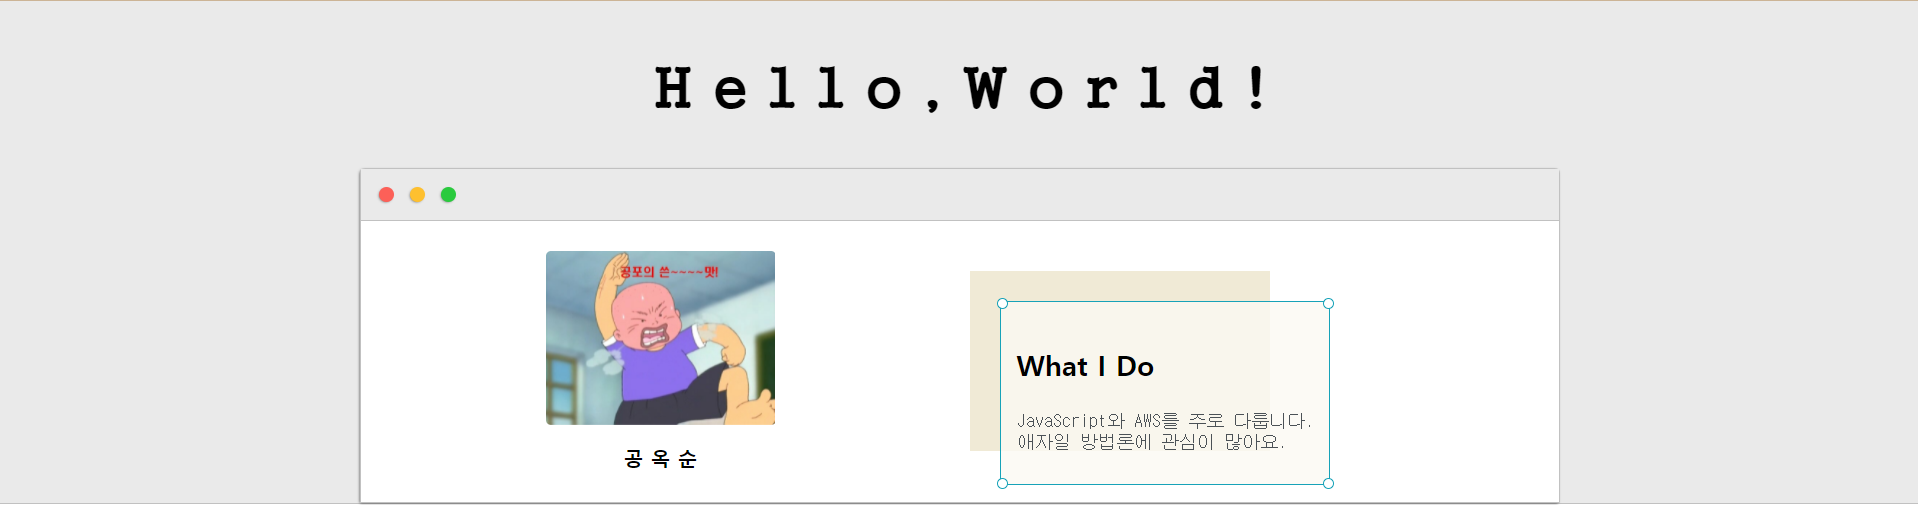 Hello,World!
공포의 쓴~~~~맛!
공 옥 순
What I Do
JavaScript와 AWS를 주로 다룹니다.
애자일 방법론에 관심이 많아요.